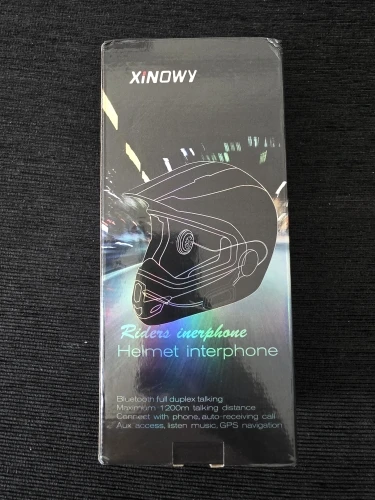 XiNOWY
Riders inerphone
Helmet interphone
Bluetooth full duplex talking
Maximum 1200m talking distance
Connect with phone, auto receiving call
Aux access, listen music, GPS navigation